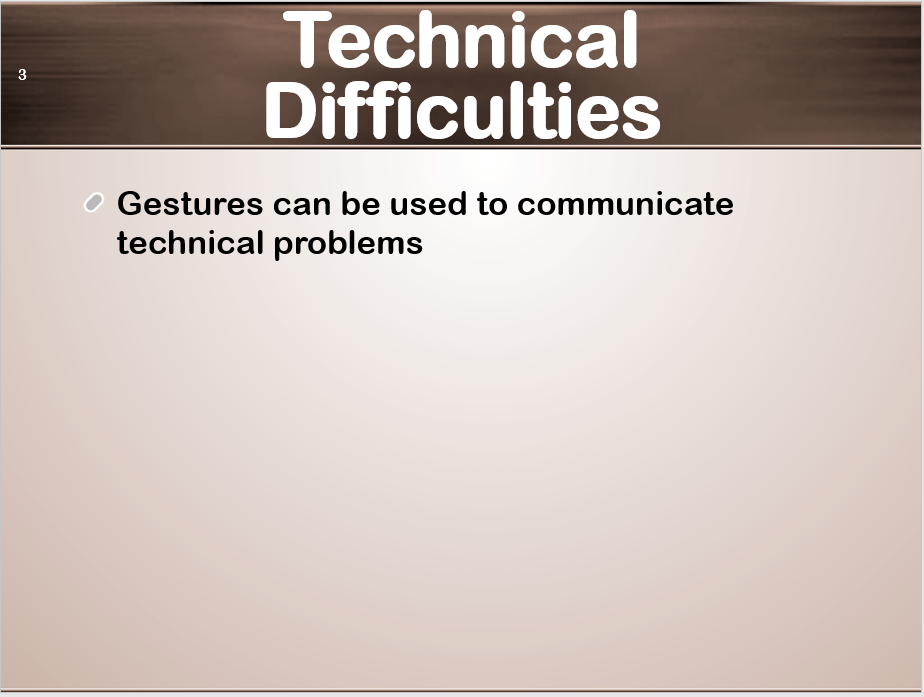 3
Technical
Difficulties
Gestures can be used to communicate
technical problems